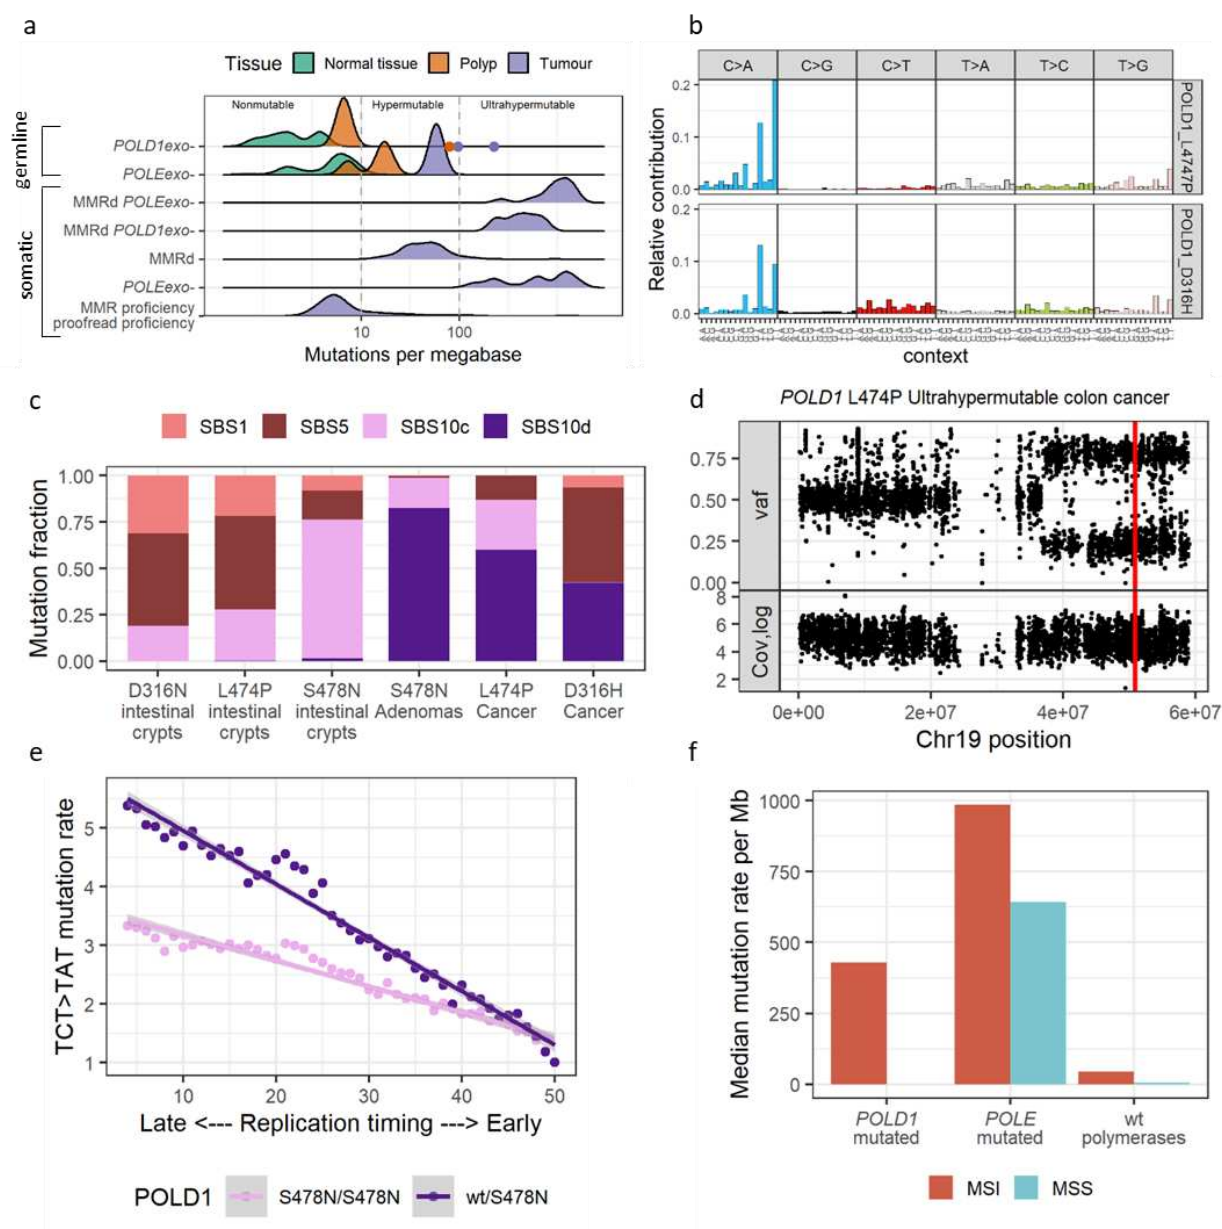 a
Tissue Normal tissue Polyp Tumour
Nonmutable Hypermutable Ultrahypermutable
germline
POLD1exo-
POLEexo-
somatic
MMRd POLEexo-
MMRd POLD1exo-
MMRd
POLEexo-
MMR proficiency
proofread proficiency
10 100
Mutations per megabase
b
C>A C>G C>T T>A T>C T>G
Relative contribution
0.2
0.1
0.0
POLD1_L4747P
0.2
0.1
0.0
POLD1_D316H
context
c
SBS1 SBS5 SBS10c SBS10d
Mutation fraction
1.00
0.75
0.50
0.25
0.00
D316N L474P S478N S478N L474P D316H
intestinal intestinal intestinal Adenomas Cancer Cancer
crypts crypts crypts
d
POLD1 L474P Ultrahypermutable colon cancer
vaf
0.75
0.50
0.25
0.00
Cov,log
8
6
4
2
0e+00 2e+07 4e+07 6e+07
Chr19 position
e
TCT>TAT mutation rate
5
4
3
2
1
10 20 30 40 50
Late <--- Replication timing ---> Early
POLD1 S478N/S478N wt/S478N
f
Median mutation rate per Mb
1000
750
500
250
0
POLD1 POLE wt
mutated mutated polymerases
MSI MSS